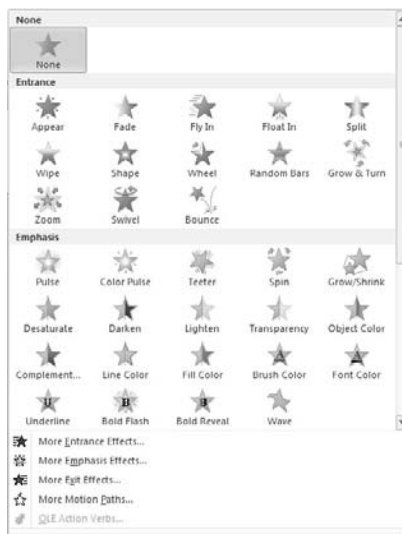 None
None
Entrance
Appear Fade Fly In Float In Split
Wipe Shape Wheel Random Bars Grow & Turn
Zoom Swivel Bounce
Emphasis
Pulse Color Pulse Teeter Spin Grow/Shrink
Desaturate Darken Lighten Transparency Object Color
Complement... Line Color Fill Color Brush Color Font Color
Underline Bold Flash Bold Reveal Wave
More Entrance Effects...
More Emphasis Effects...
More Exit Effects...
More Motion Paths...
OLE Action Verbs...